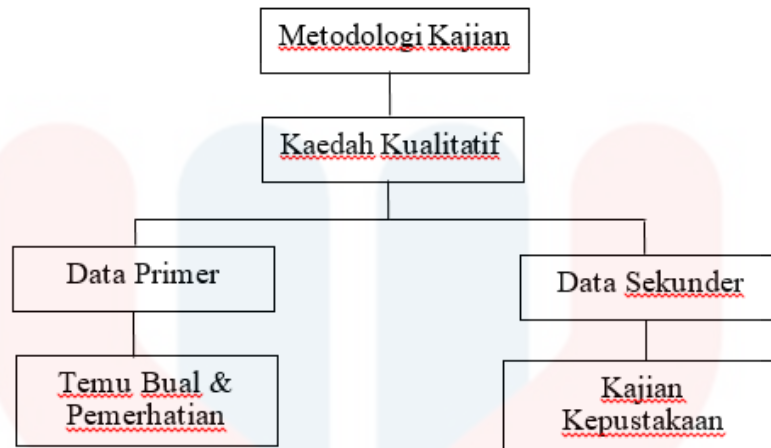 Metodologi Kajian
Kaedah Kualitatif
Data Primer
Data Sekunder
Temu Bual &
Pemerhatian
Kajian
Kepustakaan